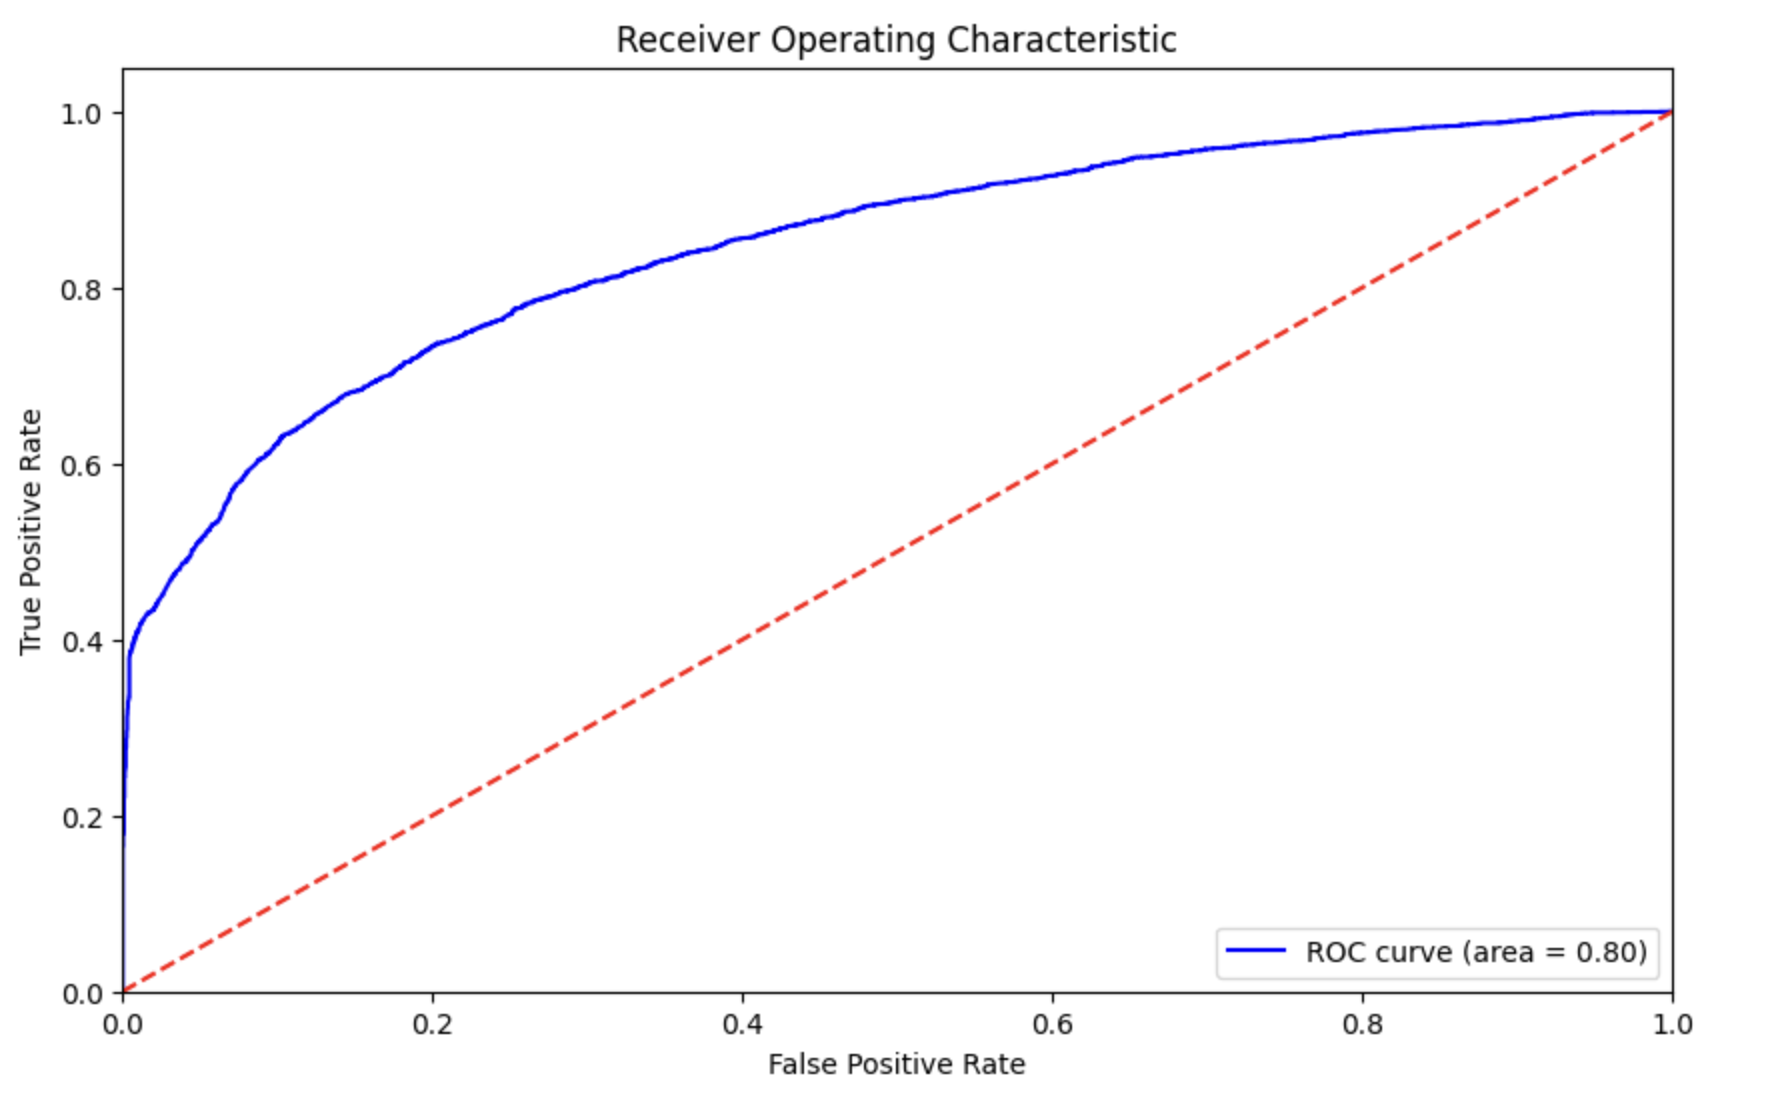 Receiver Operating Characteristic
1.0
0.8
0.6
0.4
0.2
0.0
True Positive Rate
0.0 0.2 0.4 0.6 0.8 1.0
False Positive Rate
ROC curve (area = 0.80)